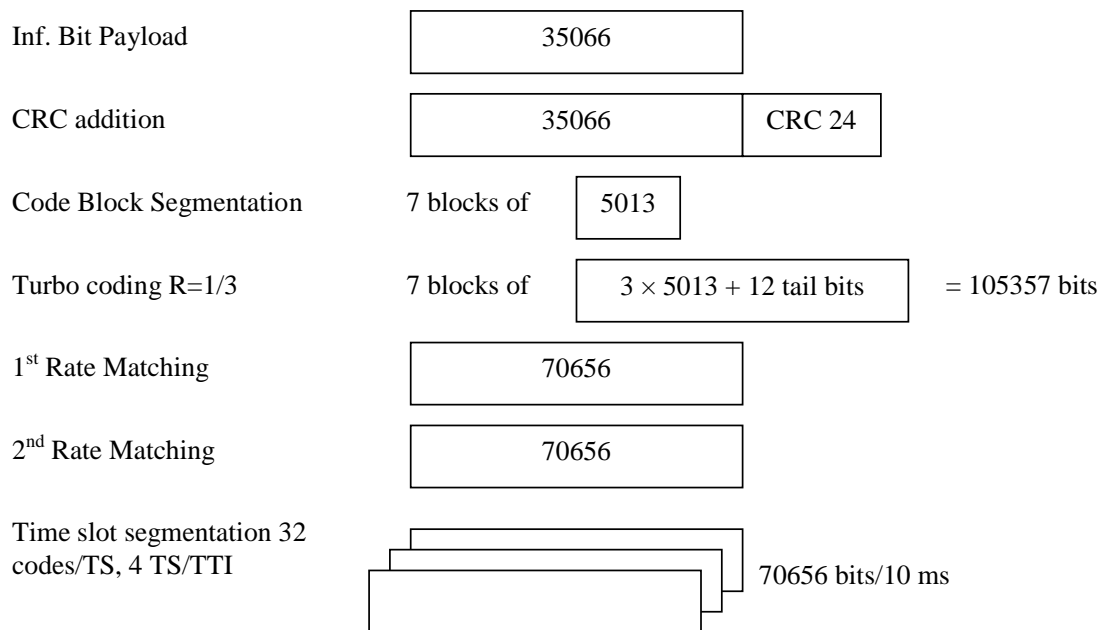 Inf. Bit Payload 35066
CRC addition 35066 CRC 24
Code Block Segmentation 7 blocks of 5013
Turbo coding R=1/3 7 blocks of 3 × 5013 + 12 tail bits = 105357 bits
1st Rate Matching 70656
2nd Rate Matching 70656
Time slot segmentation 32
codes/TS, 4 TS/TTI
70656 bits/10 ms